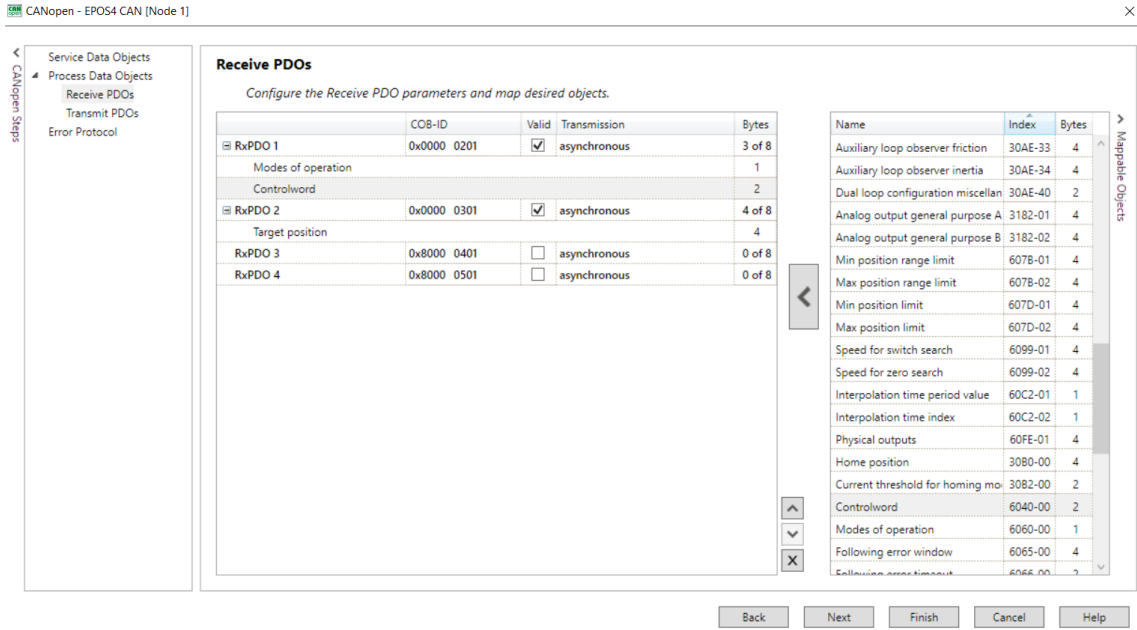 CANopen - EPOS4 CAN [Node 1]
CANopen Steps
Service Data Objects
Process Data Objects
Receive PDOs
Transmit PDOs
Error Protocol
Receive PDOs
Configure the Receive PDO parameters and map desired objects.
COB-ID Valid Transmission Bytes
RxPDO 1 0x0000 0201 asynchronous 3 of 8
Modes of operation 1
Controlword 2
RxPDO 2 0x0000 0301 asynchronous 4 of 8
Target position 4
RxPDO 3 0x8000 0401 asynchronous 0 of 8
RxPDO 4 0x8000 0501 asynchronous 0 of 8
Name Index Bytes
Auxiliary loop observer friction 30AE-33 4
Auxiliary loop observer inertia 30AE-34 4
Dual loop configuration miscellan 30AE-40 2
Analog output general purpose A 3182-01 4
Analog output general purpose B 3182-02 4
Min position range limit 607B-01 4
Max position range limit 607B-02 4
Min position limit 607D-01 4
Max position limit 607D-02 4
Speed for switch search 6099-01 4
Speed for zero search 6099-02 4
Interpolation time period value 60C2-01 1
Interpolation time index 60C2-02 1
Physical outputs 60FE-01 4
Home position 30B0-00 4
Current threshold for homing mo 30B2-00 2
Controlword 6040-00 2
Modes of operation 6060-00 1
Following error window 6065-00 4
Following error timeout 6066-00 2
Mappable Objects
Back Next Finish Cancel Help